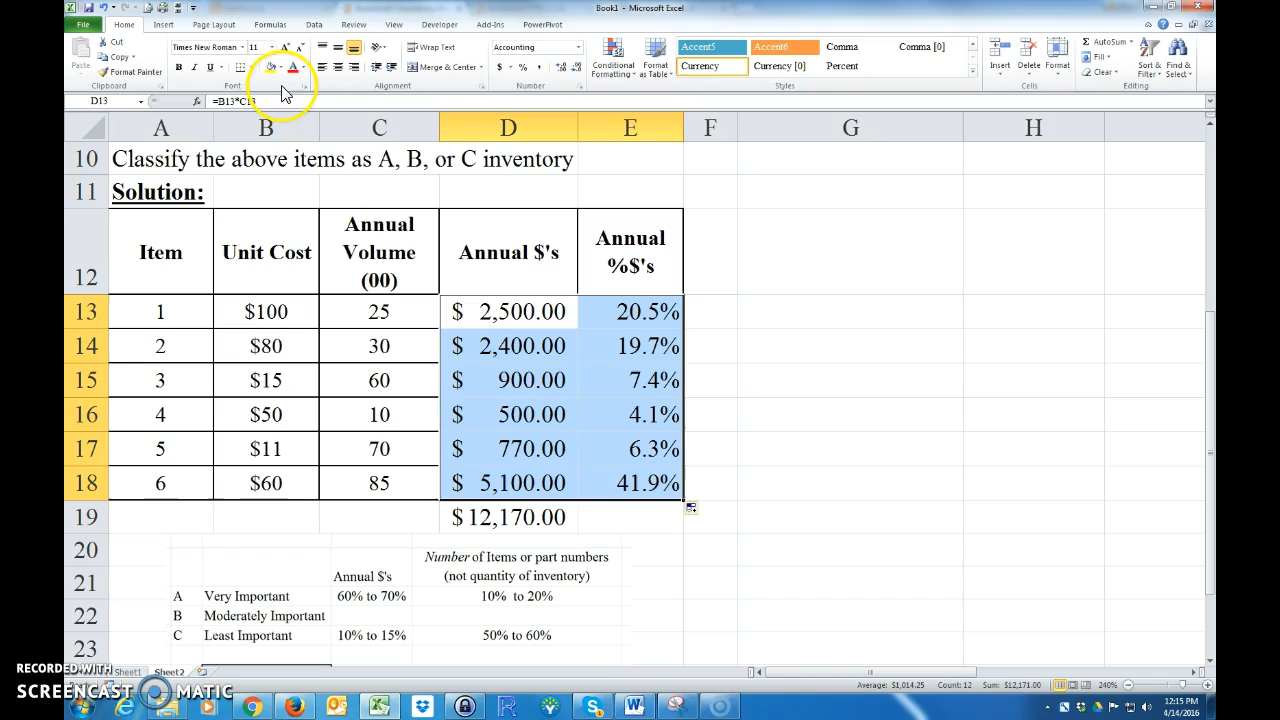 Book1 - Microsoft Excel
File Home Insert Page Layout Formulas Data Review View Developer Add-Ins PowerPivot
Paste
Cut
Copy
Format Painter
Clipboard
Times New Roman 11
B I U
Font
Wrap Text
Merge & Center
Alignment
Accounting
$ % ,
Number
Conditional Formatting
Format as Table
Accent5 Accent6 Comma Comma [0]
Currency Currency [0] Percent
Styles
Insert Delete Format
Cells
AutoSum
Fill
Clear
Sort & Filter
Find & Select
Editing
D13 fx =B13*C13
A B C D E F G H
10 Classify the above items as A, B, or C inventory
11 Solution:
12 Item Unit Cost Annual Volume (00) Annual $'s Annual %$'s
13 1 $100 25 $ 2,500.00 20.5%
14 2 $80 30 $ 2,400.00 19.7%
15 3 $15 60 $ 900.00 7.4%
16 4 $50 10 $ 500.00 4.1%
17 5 $11 70 $ 770.00 6.3%
18 6 $60 85 $ 5,100.00 41.9%
19 $12,170.00
20 Number of Items or part numbers
21 Annual $'s (not quantity of inventory)
A Very Important 60% to 70% 10% to 20%
22 B Moderately Important
23 C Least Important 10% to 15% 50% to 60%
Sheet1 Sheet2
Average: $1,014.25 Count: 12 Sum: $12,171.00 240%
RECORDED WITH
SCREENCAST MATIC
12:15 PM
4/14/2016